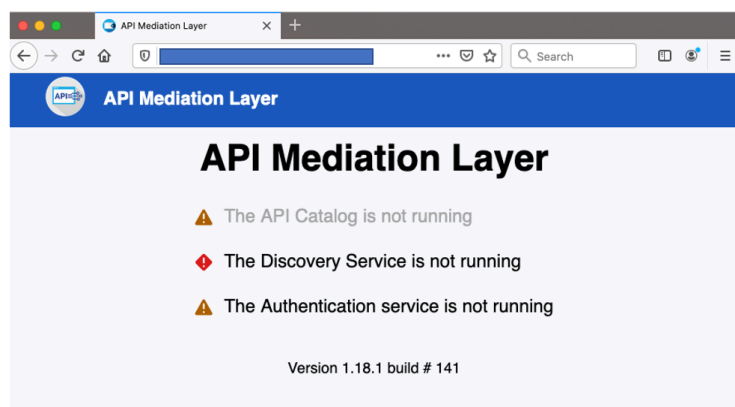 API Mediation Layer
Search
API
API Mediation Layer
API Mediation Layer
The API Catalog is not running
The Discovery Service is not running
The Authentication service is not running
Version 1.18.1 build # 141